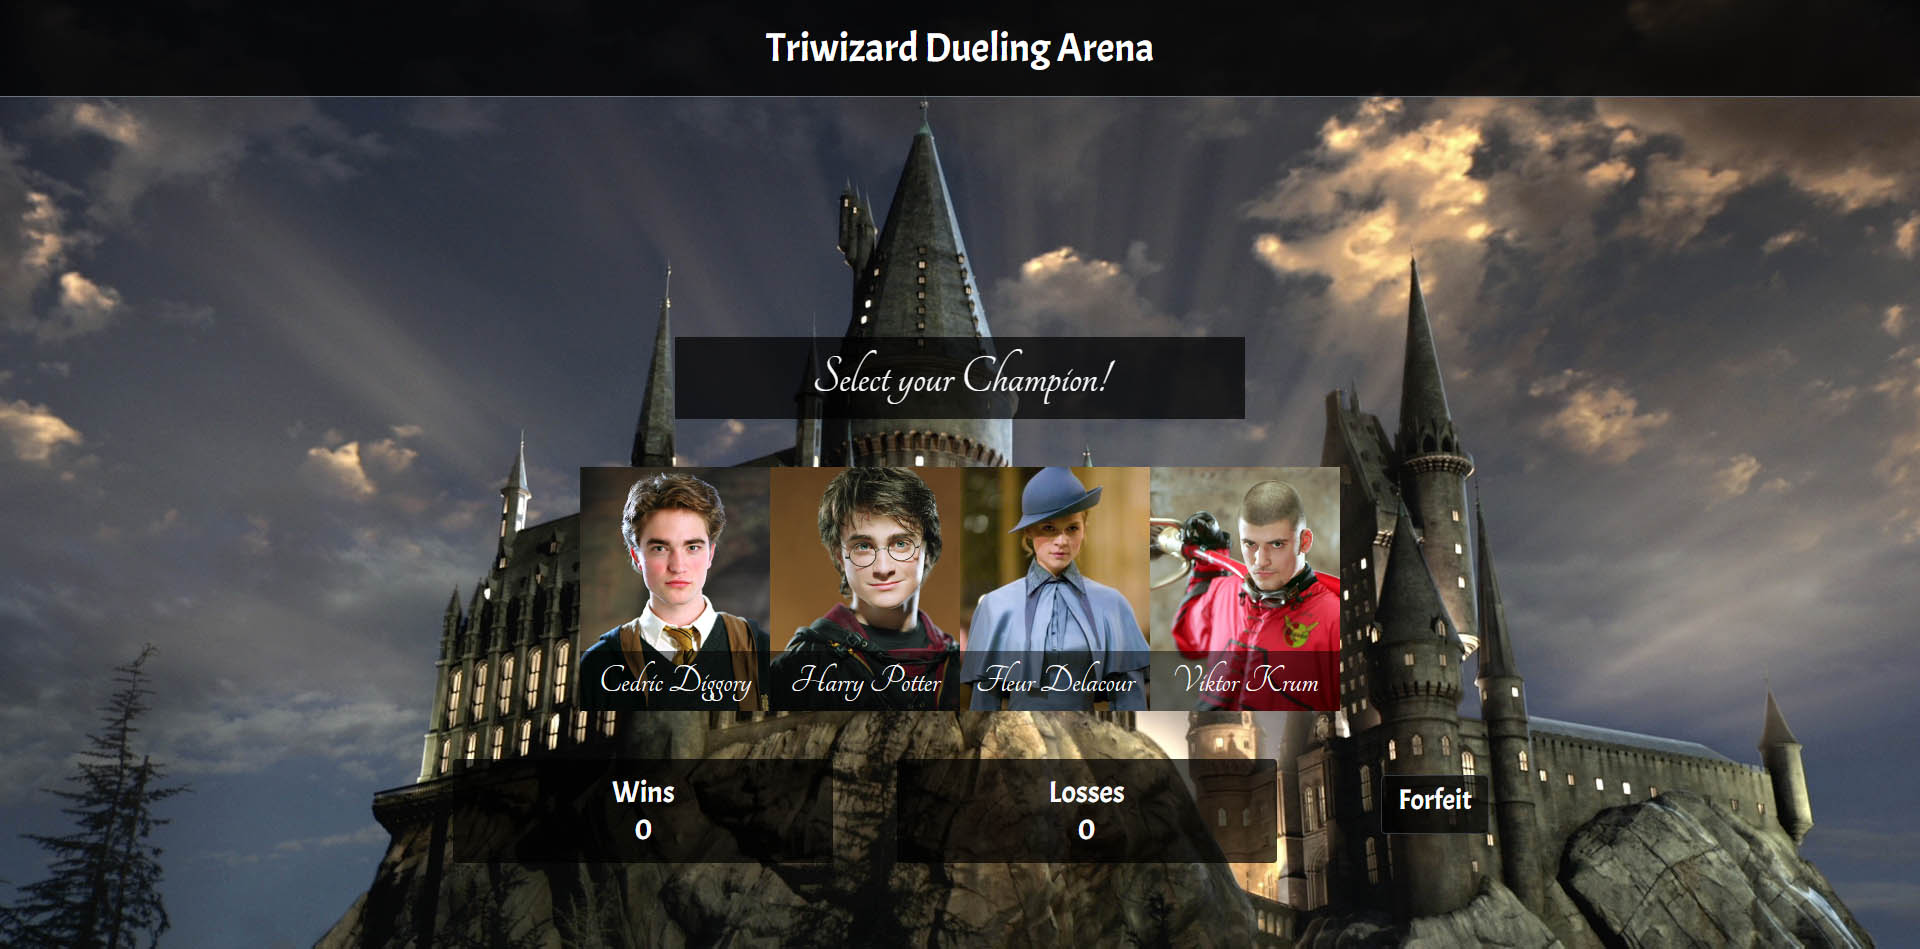 Triwizard Dueling Arena
Select your Champion!
Cedric Diggory
Harry Potter
Fleur Delacour
Viktor Krum
Wins
0
Losses
0
Forfeit